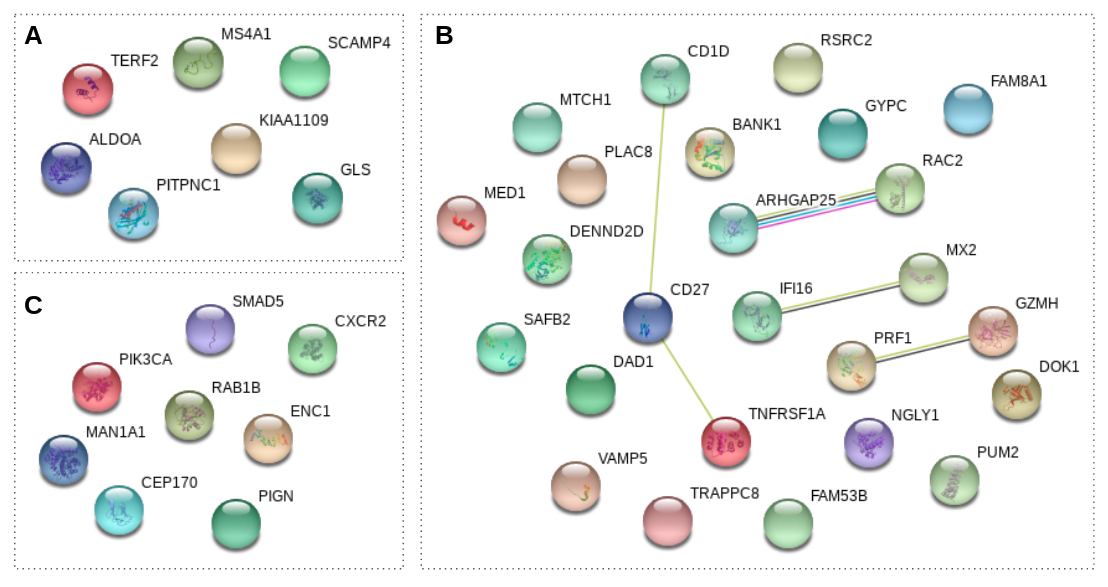 A
MS4A1
SCAMP4
TERF2
KIAA1109
ALDOA
GLS
PITPNC1
B
CD1D
RSRC2
FAM8A1
MTCH1
GYPC
BANK1
PLAC8
RAC2
MED1
ARHGAP25
DENND2D
MX2
CD27
IFI16
GZMH
SAFB2
PRF1
DAD1
DOK1
TNFRSF1A
NGLY1
VAMP5
PUM2
TRAPPC8
FAM53B
C
SMAD5
CXCR2
PIK3CA
RAB1B
ENC1
MAN1A1
CEP170
PIGN